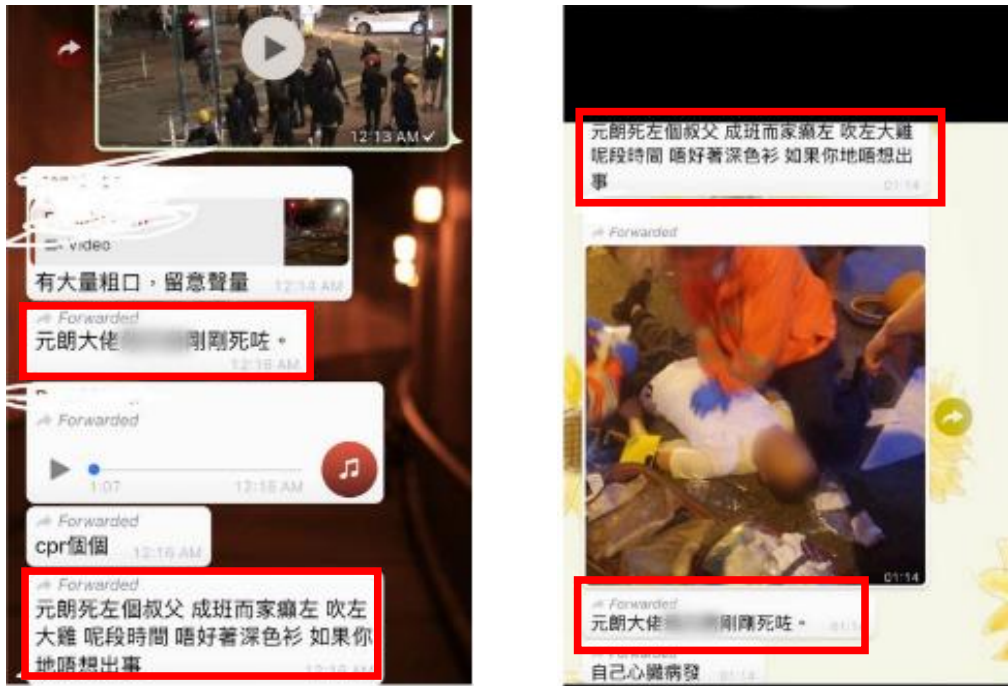 12:13 AM
Video
有大量粗口，留意聲量
12:14 AM
Forwarded
元朗大佬 剛剛死咗。
12:16 AM
Forwarded
1:07
12:16 AM
Forwarded
cpr個個
12:16 AM
Forwarded
元朗死左個叔父 成班而家癲左 吹左
大雞 呢段時間 唔好著深色衫 如果你
地唔想出事
12:16 AM
元朗死左個叔父 成班而家癲左 吹左大雞
呢段時間 唔好著深色衫 如果你地唔想出
事
01:14
Forwarded
01:14
Forwarded
元朗大佬 剛剛死咗。
Forwarded
自己心臟病發
01:14